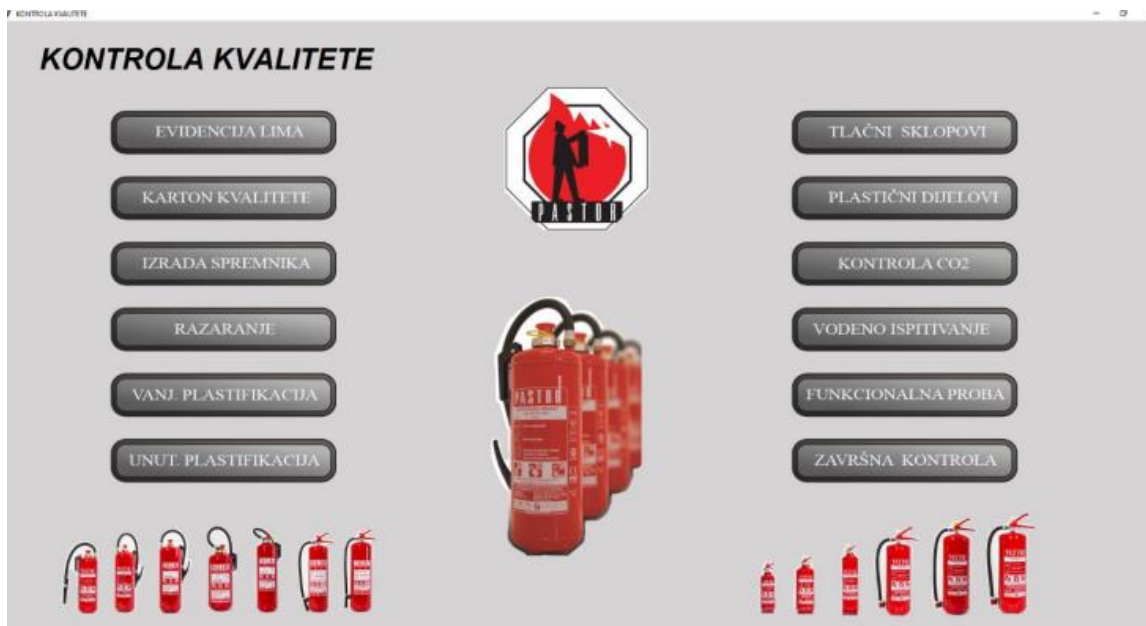 KONTROLA KVALITETE
KONTROLA KVALITETE
EVIDENCIJA LIMA
KARTON KVALITETE
IZRADA SPREMNIKA
RAZARANJE
VANJ. PLASTIFIKACIJA
UNUT. PLASTIFIKACIJA
PASTOR
PASTOR
TLAČNI SKLOPOVI
PLASTIČNI DIJELOVI
KONTROLA CO2
VODENO ISPITIVANJE
FUNKCIONALNA PROBA
ZAVRŠNA KONTROLA